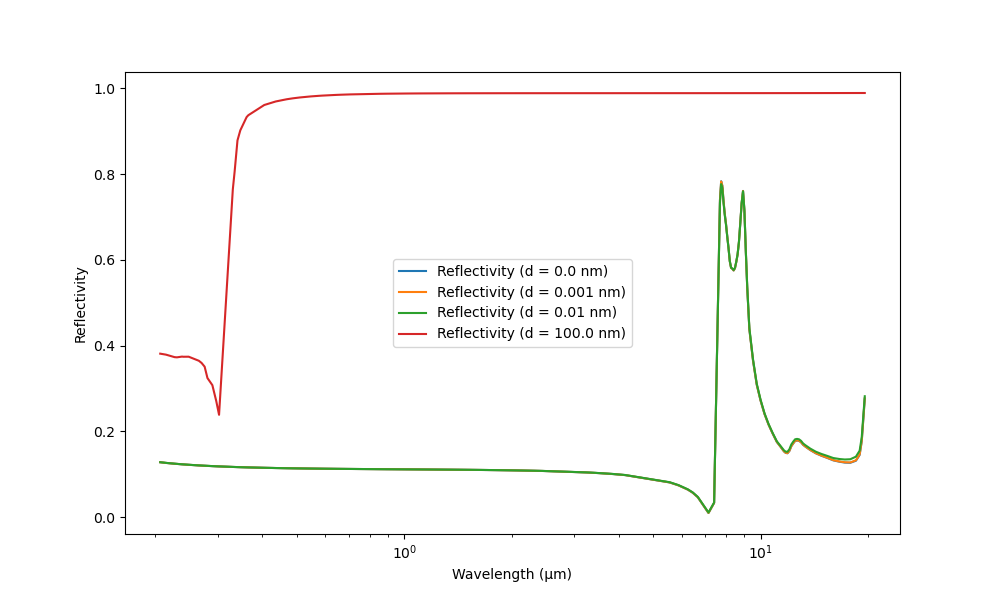 1.0
0.8
0.6
0.4
0.2
0.0
Reflectivity
Reflectivity (d = 0.0 nm)
Reflectivity (d = 0.001 nm)
Reflectivity (d = 0.01 nm)
Reflectivity (d = 100.0 nm)
10⁰ 10¹
Wavelength (μm)